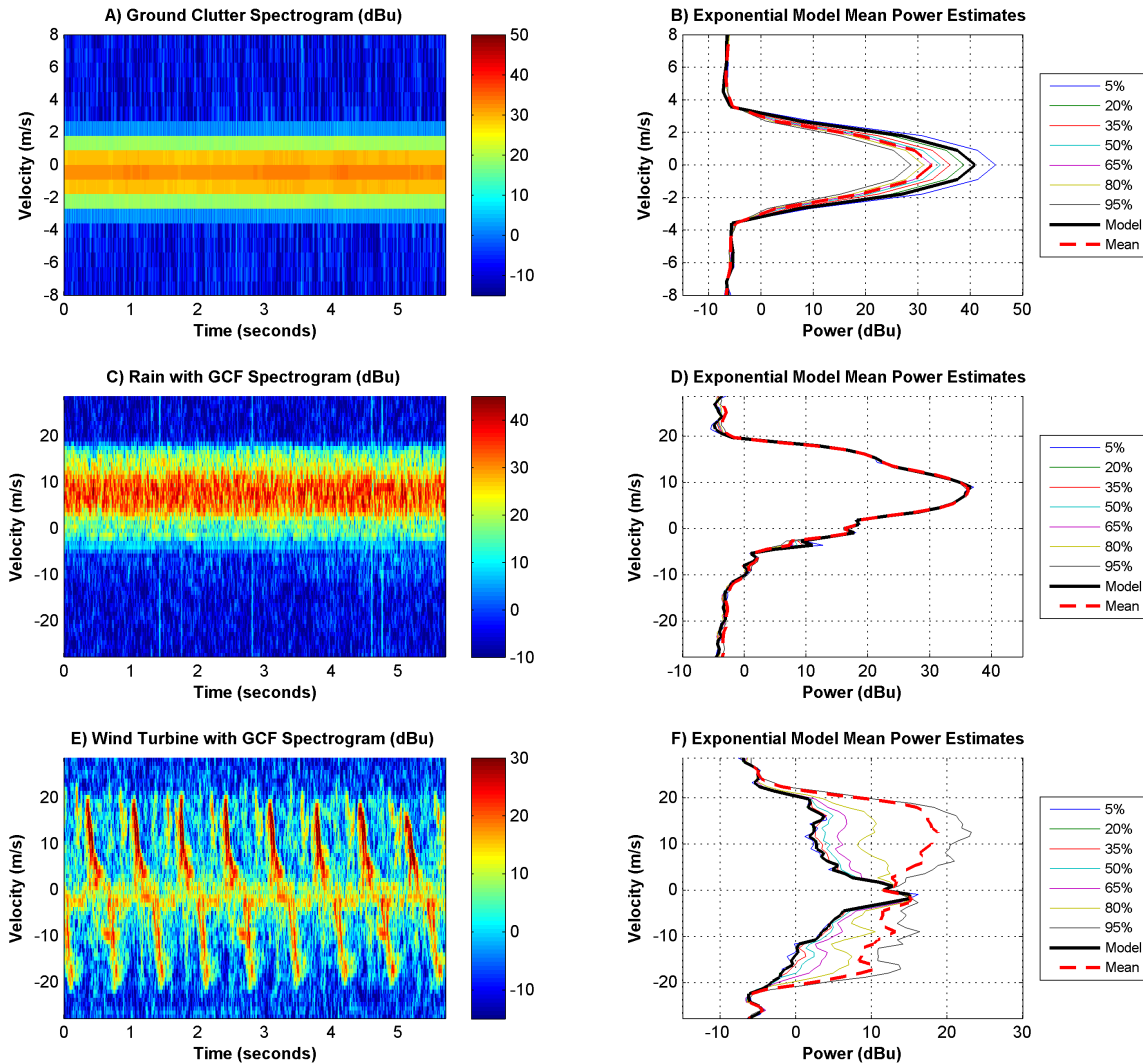 A) Ground Clutter Spectrogram (dBu)
8
6
4
2
0
-2
-4
-6
-8
Velocity (m/s)
0 1 2 3 4 5
Time (seconds)
50
40
30
20
10
0
-10
B) Exponential Model Mean Power Estimates
8
6
4
2
0
-2
-4
-6
-8
Velocity (m/s)
-10 0 10 20 30 40 50
Power (dBu)
5%
20%
35%
50%
65%
80%
95%
Model
Mean
C) Rain with GCF Spectrogram (dBu)
20
10
0
-10
-20
Velocity (m/s)
0 1 2 3 4 5
Time (seconds)
40
30
20
10
0
-10
D) Exponential Model Mean Power Estimates
20
10
0
-10
-20
Velocity (m/s)
-10 0 10 20 30 40
Power (dBu)
5%
20%
35%
50%
65%
80%
95%
Model
Mean
E) Wind Turbine with GCF Spectrogram (dBu)
20
10
0
-10
-20
Velocity (m/s)
0 1 2 3 4 5
Time (seconds)
30
20
10
0
-10
F) Exponential Model Mean Power Estimates
20
10
0
-10
-20
Velocity (m/s)
-10 0 10 20 30
Power (dBu)
5%
20%
35%
50%
65%
80%
95%
Model
Mean